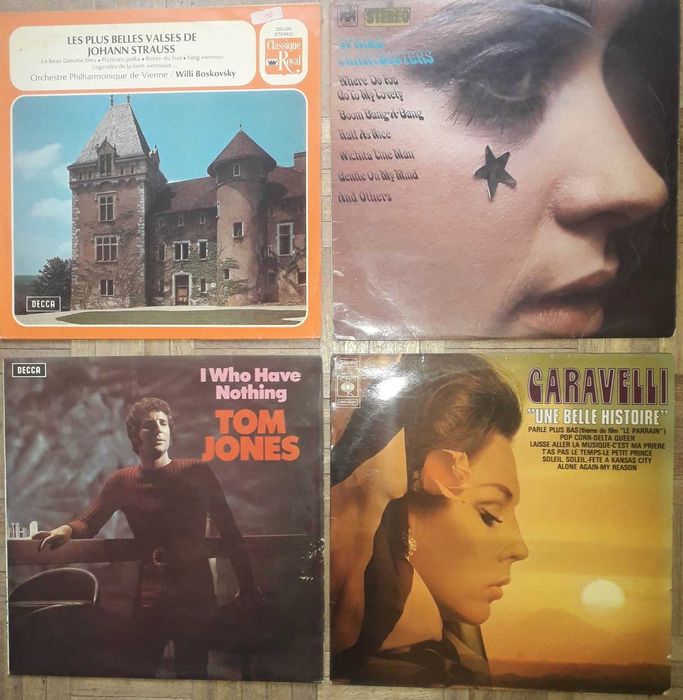 LES PLUS BELLES VALSES DE
JOHANN STRAUSS
Le beau Danube bleu • Pizzicato polka • Roses du Sud • Sang viennois
Légendes de la forêt viennoise ...
Orchestre Philharmonique de Vienne / Willi Boskovsky
STEREO
Classique
Royal
DECCA
STEREO
CHARTBUSTERS
Where Do You
Go to My Lovely
Boom Bang-A-Bang
Half As Nice
Wichita Line Man
Gentle On My Mind
And Others
DECCA
I Who Have
Nothing
TOM
JONES
CARAVELLI
"UNE BELLE HISTOIRE"
PARLE PLUS BAS (thème du film "LE PARRAIN")
POP CORN-DELTA QUEEN
LAISSE ALLER LA MUSIQUE-C'EST MA PRIERE
T'AS PAS LE TEMPS-LE PETIT PRINCE
SOLEIL, SOLEIL-FETE A KANSAS CITY
ALONE AGAIN-MY REASON